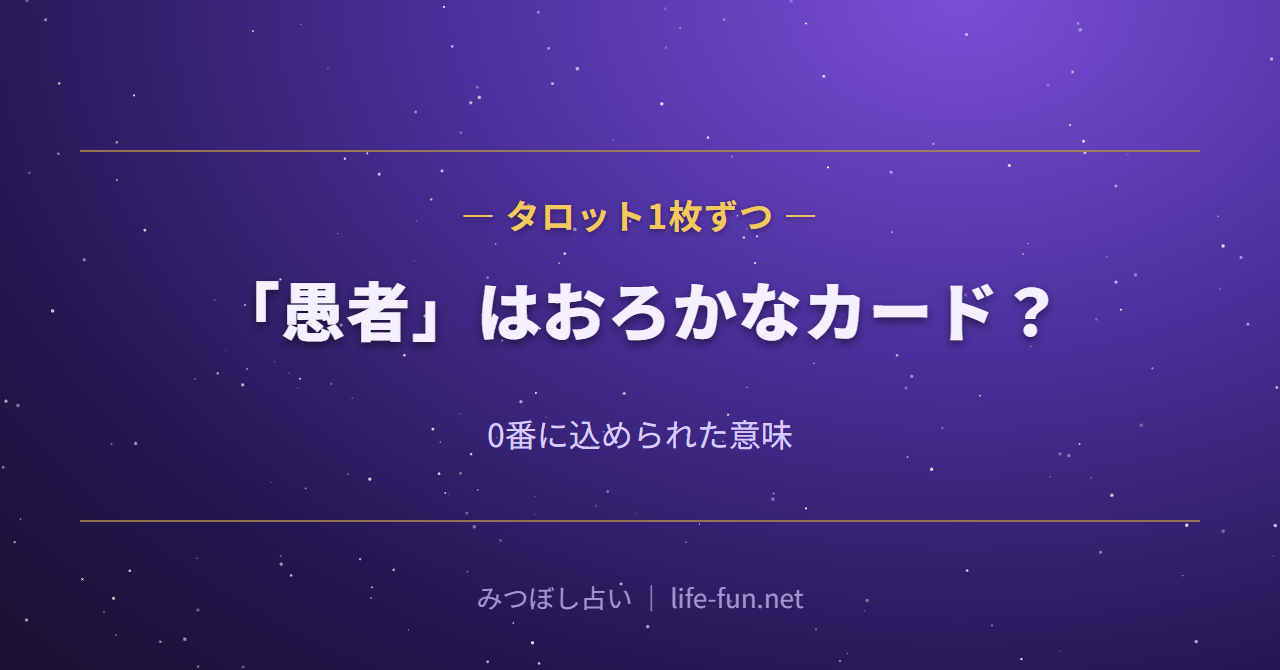 ― タロット1枚ずつ ―
「愚者」はおろかなカード？
0番に込められた意味
みつぼし占い ｜ life-fun.net